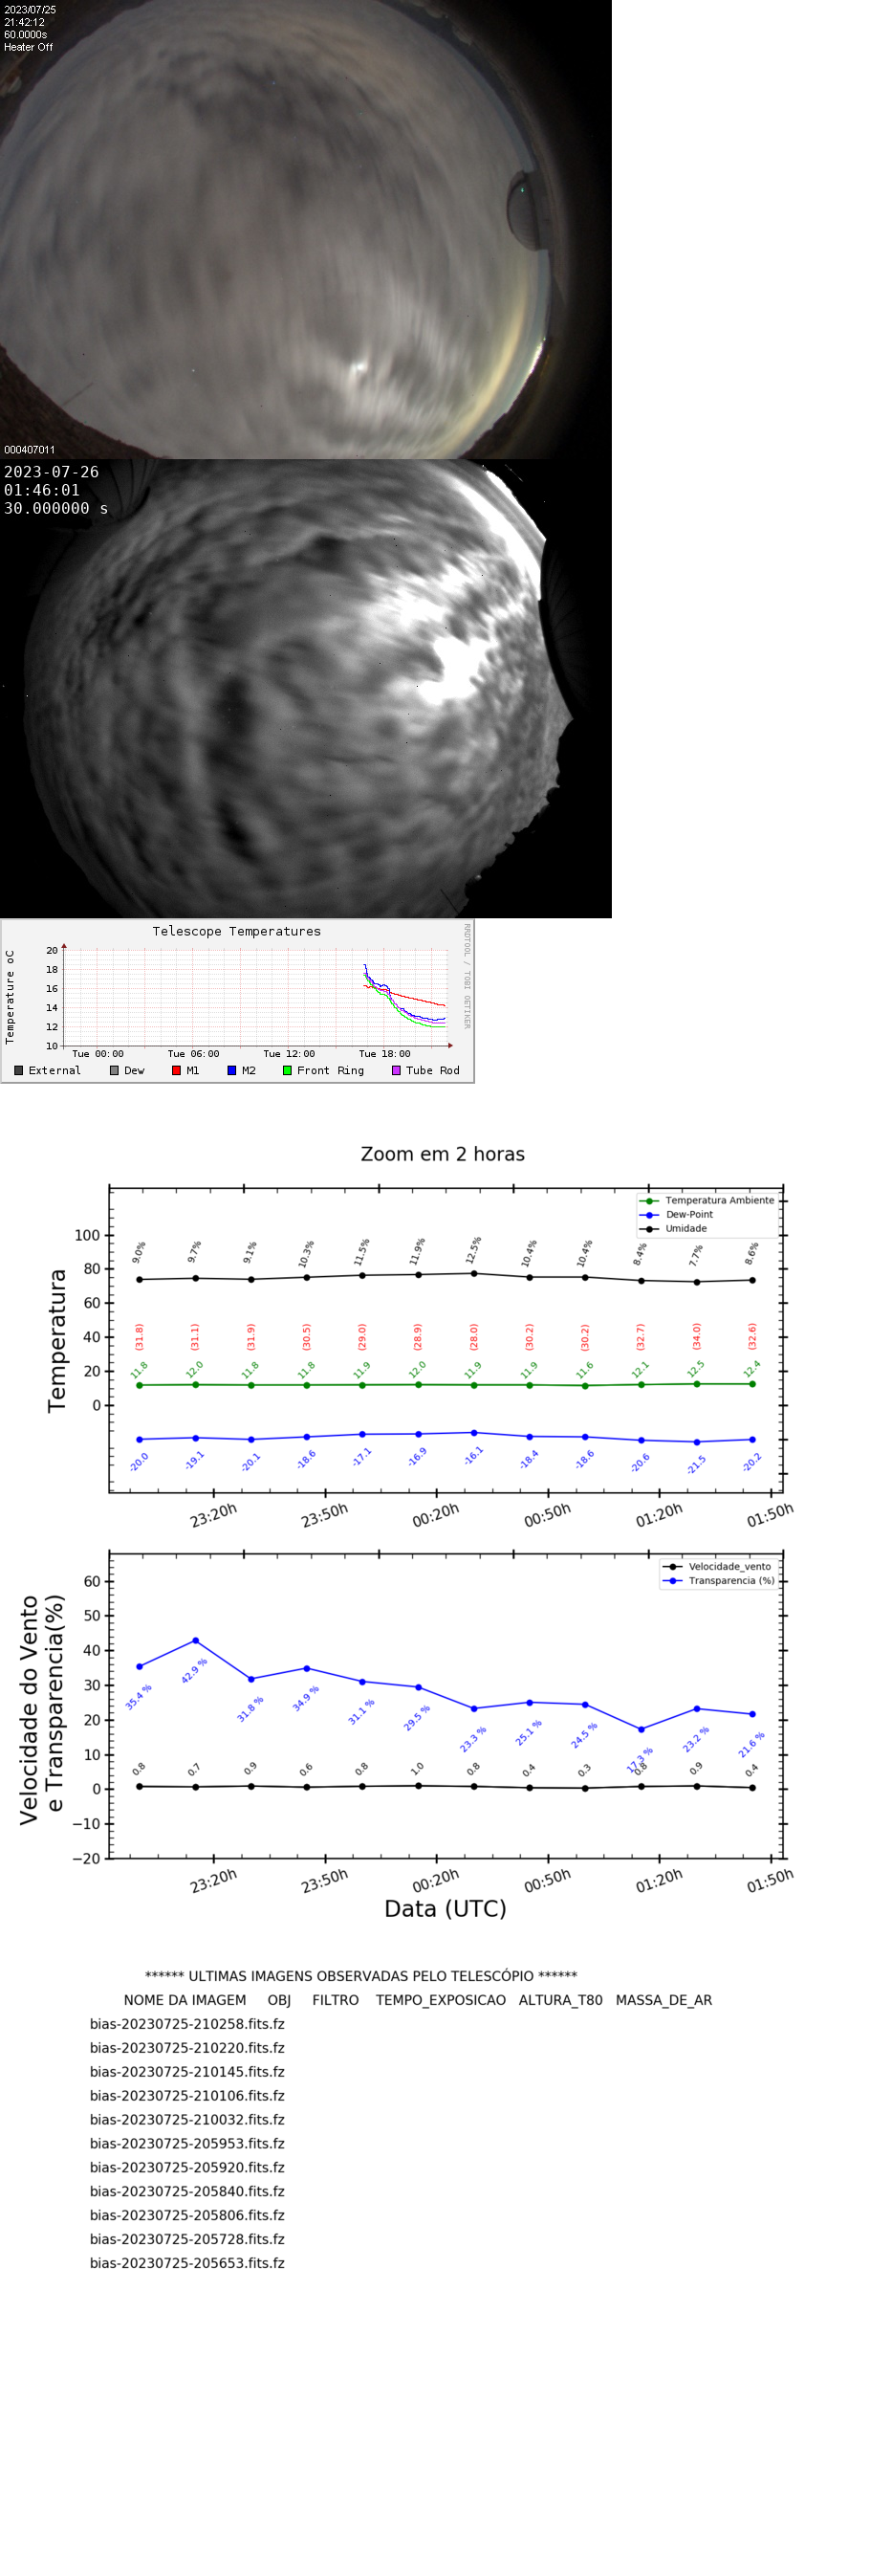 2023/07/25
21:42:12
60.0000s
Heater Off
000407011
2023-07-26
01:46:01
30.000000 s
Telescope Temperatures
RRDTOOL / TOBI OETIKER
Temperature oC
20
18
16
14
12
10
Tue 00:00 Tue 06:00 Tue 12:00 Tue 18:00
External Dew M1 M2 Front Ring Tube Rod
Zoom em 2 horas
Temperatura Ambiente
Dew-Point
Umidade
Temperatura
100
80
60
40
20
0
9.0% 9.7% 9.1% 10.3% 11.5% 11.9% 12.5% 10.4% 10.4% 8.4% 7.7% 8.6%
(31.8) (31.1) (31.9) (30.5) (29.0) (28.9) (28.0) (30.2) (30.2) (32.7) (34.0) (32.6)
11.8 12.0 11.8 11.8 11.9 12.0 11.9 11.9 11.6 12.1 12.5 12.4
-20.0 -19.1 -20.1 -18.6 -17.1 -16.9 -16.1 -18.4 -18.6 -20.6 -21.5 -20.2
23:20h 23:50h 00:20h 00:50h 01:20h 01:50h
Velocidade_vento
Transparencia (%)
Velocidade do Vento
e Transparencia(%)
60
50
40
30
20
10
0
−10
−20
35.4 % 42.9 % 31.8 % 34.9 % 31.1 % 29.5 % 23.3 % 25.1 % 24.5 % 17.3 % 23.2 % 21.6 %
0.8 0.7 0.9 0.6 0.8 1.0 0.8 0.4 0.3 0.8 0.9 0.4
23:20h 23:50h 00:20h 00:50h 01:20h 01:50h
Data (UTC)
****** ULTIMAS IMAGENS OBSERVADAS PELO TELESCÓPIO ******
NOME DA IMAGEM OBJ FILTRO TEMPO_EXPOSICAO ALTURA_T80 MASSA_DE_AR
bias-20230725-210258.fits.fz
bias-20230725-210220.fits.fz
bias-20230725-210145.fits.fz
bias-20230725-210106.fits.fz
bias-20230725-210032.fits.fz
bias-20230725-205953.fits.fz
bias-20230725-205920.fits.fz
bias-20230725-205840.fits.fz
bias-20230725-205806.fits.fz
bias-20230725-205728.fits.fz
bias-20230725-205653.fits.fz